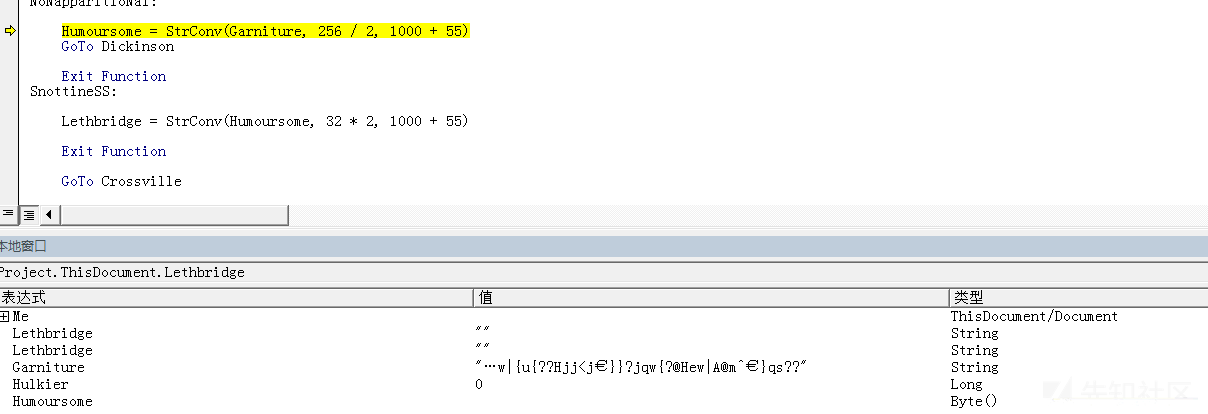 NonApparitional:
Humoursome = StrConv(Garniture, 256 / 2, 1000 + 55)
GoTo Dickinson
Exit Function
SnottineSS:
Lethbridge = StrConv(Humoursome, 32 * 2, 1000 + 55)
Exit Function
GoTo Crossville
本地窗口
Project.ThisDocument.Lethbridge
表达式 值 类型
Me ThisDocument/Document
Lethbridge "" String
Lethbridge "" String
Garniture "…w|{u{??Hjj<j€}}?jqw{?@Hew|A@mˆ€}qs??" String
Hulkier 0 Long
Humoursome Byte()
先知社区